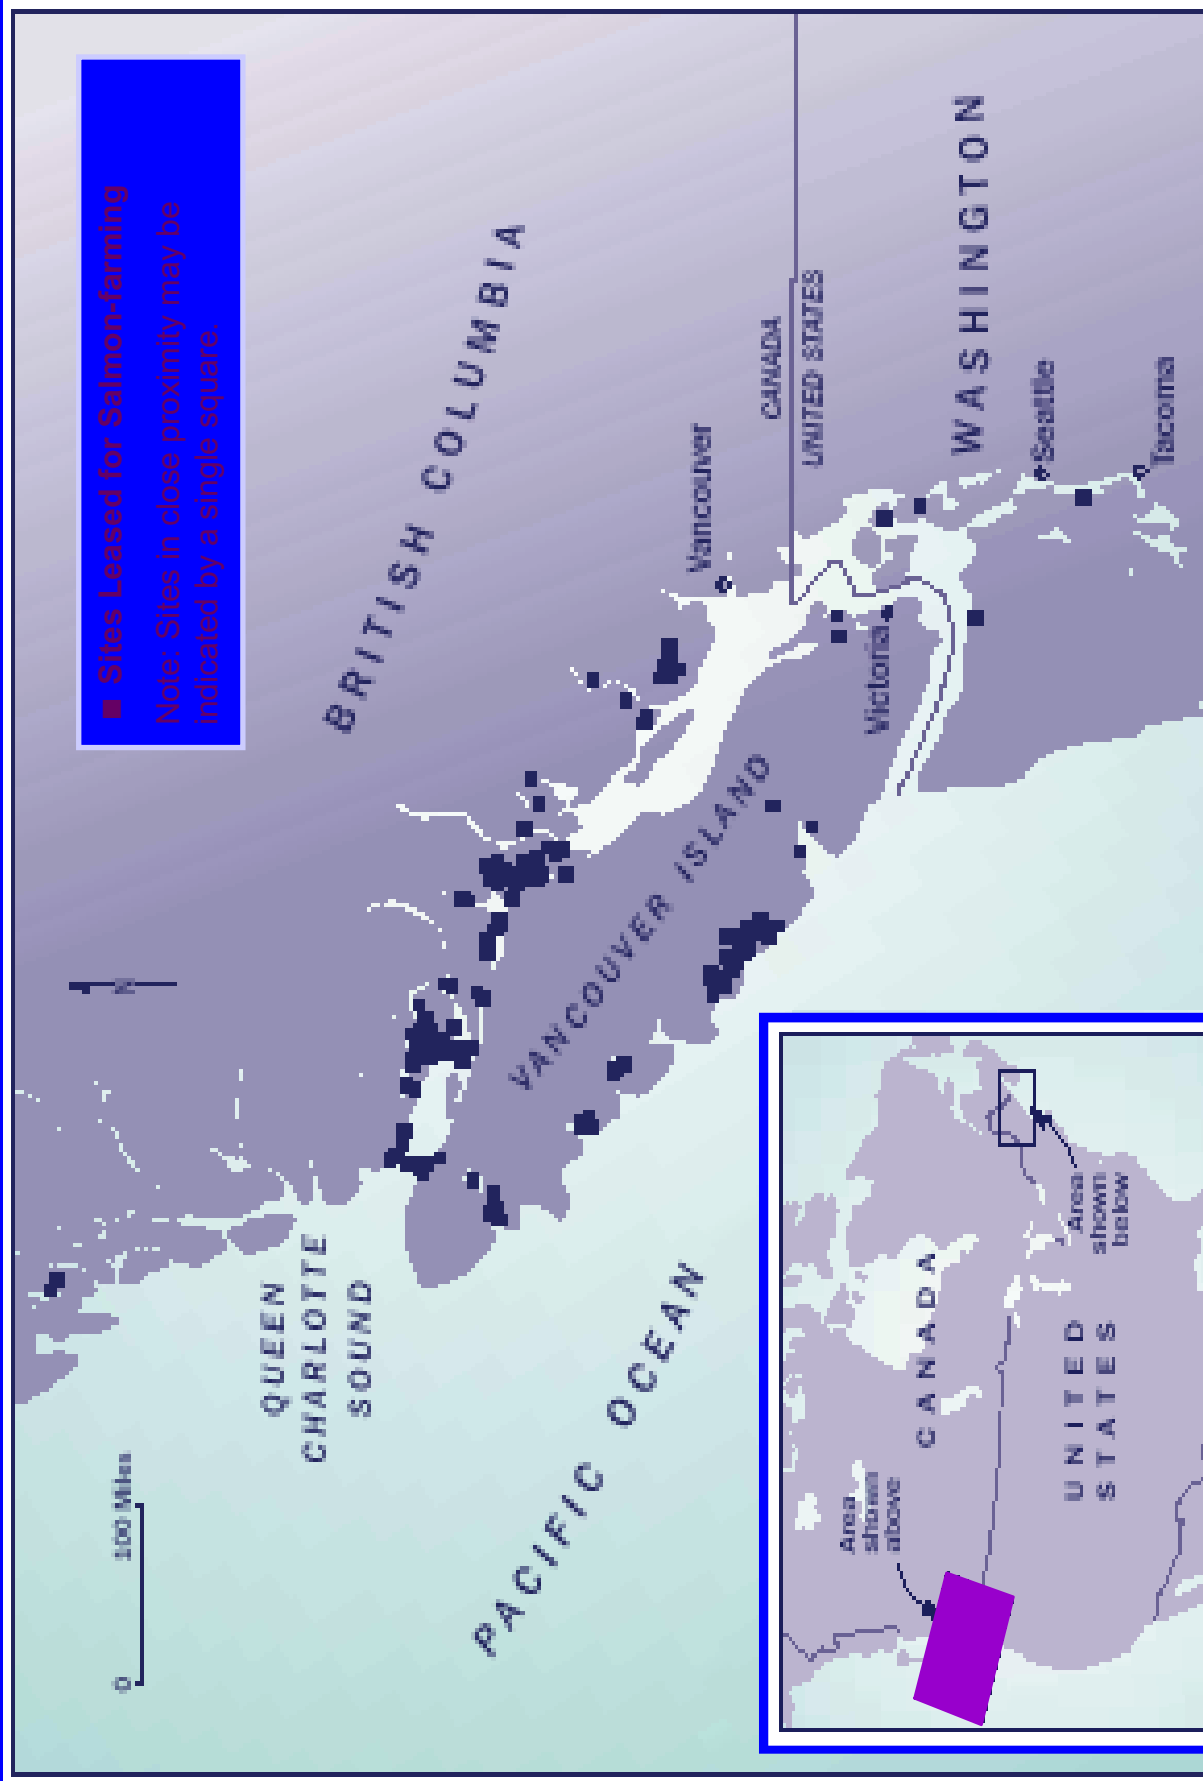 ■ Sites Leased for Salmon-farming
Note: Sites in close proximity may be
indicated by a single square.
N
0 100 Miles
BRITISH COLUMBIA
QUEEN
CHARLOTTE
SOUND
PACIFIC OCEAN
VANCOUVER ISLAND
Vancouver
Victoria
CANADA
UNITED STATES
WASHINGTON
Seattle
Tacoma
Area
shown
above
CANADA
UNITED
STATES
Area
shown
below